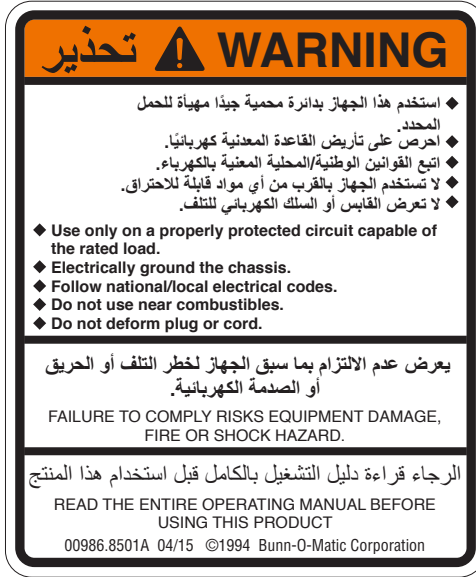 تحذير WARNING
◆ استخدم هذا الجهاز بدائرة محمية جيدًا مهيأة للحمل
المحدد.
◆ احرص على تأريض القاعدة المعدنية كهربائيًا.
◆ اتبع القوانين الوطنية/المحلية المعنية بالكهرباء.
◆ لا تستخدم الجهاز بالقرب من أي مواد قابلة للاحتراق.
◆ لا تعرض القابس أو السلك الكهربائي للتلف.
◆ Use only on a properly protected circuit capable of
the rated load.
◆ Electrically ground the chassis.
◆ Follow national/local electrical codes.
◆ Do not use near combustibles.
◆ Do not deform plug or cord.
يعرض عدم الالتزام بما سبق الجهاز لخطر التلف أو الحريق
أو الصدمة الكهربائية.
FAILURE TO COMPLY RISKS EQUIPMENT DAMAGE,
FIRE OR SHOCK HAZARD.
الرجاء قراءة دليل التشغيل بالكامل قبل استخدام هذا المنتج
READ THE ENTIRE OPERATING MANUAL BEFORE
USING THIS PRODUCT
00986.8501A 04/15 ©1994 Bunn-O-Matic Corporation